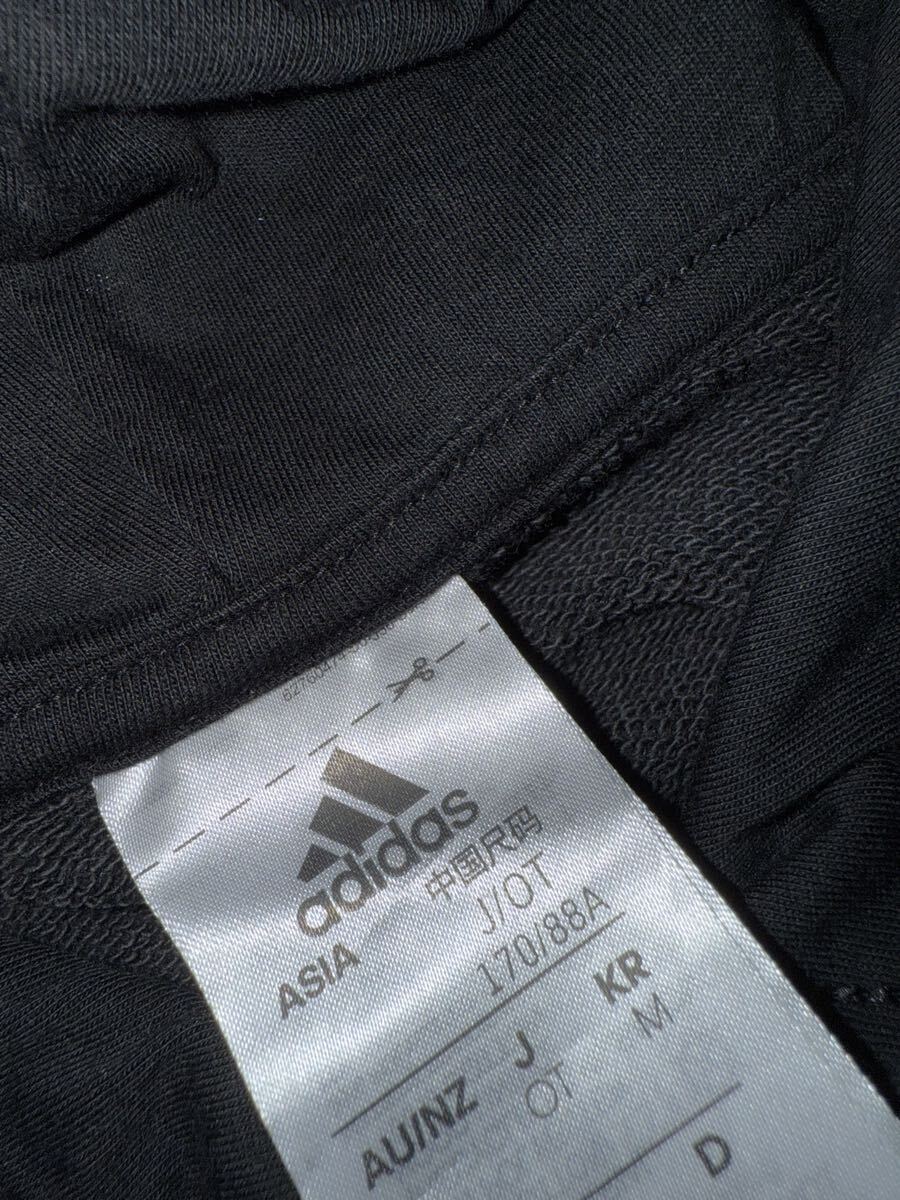 adidas
中国尺码
ASIA J/OT
170/88A
J KR
OT M
AU/NZ D